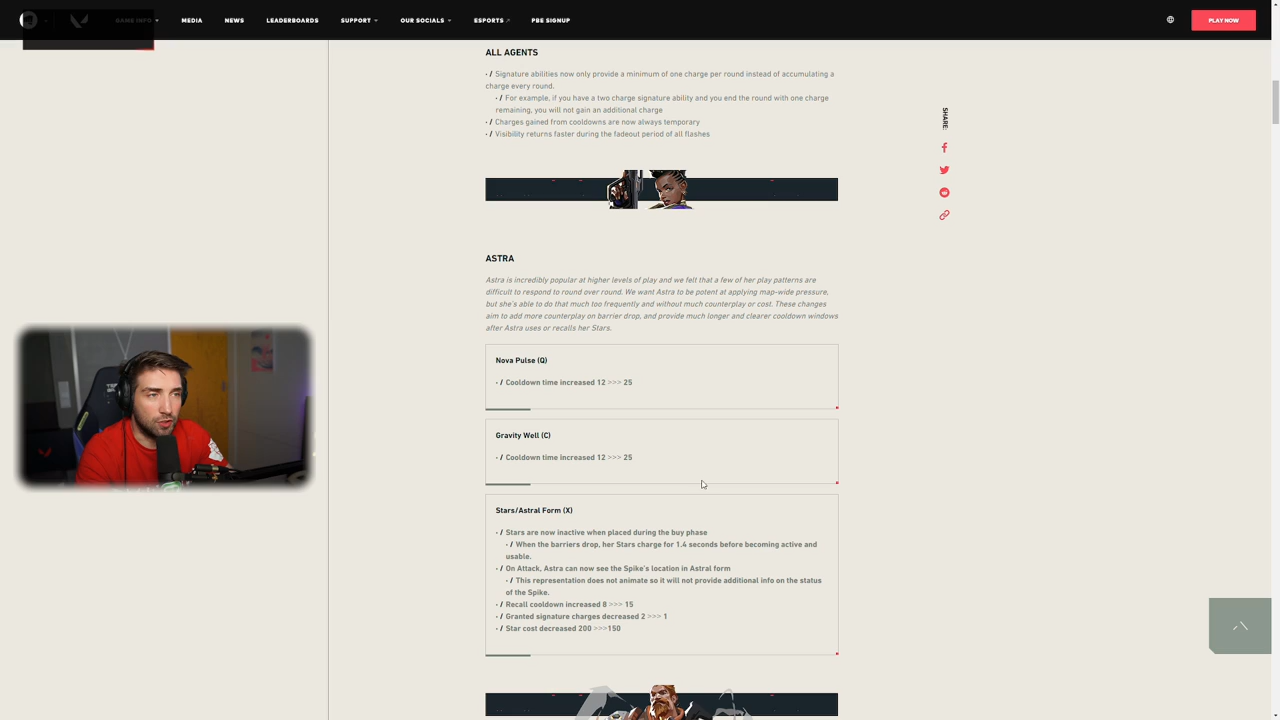 GAME INFO
MEDIA
NEWS
LEADERBOARDS
SUPPORT
OUR SOCIALS
ESPORTS
PBE SIGNUP
PLAY NOW
SHARE:
ALL AGENTS
· / Signature abilities now only provide a minimum of one charge per round instead of accumulating a
charge every round.
· / For example, if you have a two charge signature ability and you end the round with one charge
remaining, you will not gain an additional charge
· / Charges gained from cooldowns are now always temporary
· / Visibility returns faster during the fadeout period of all flashes
ASTRA
Astra is incredibly popular at higher levels of play and we felt that a few of her play patterns are
difficult to respond to round over round. We want Astra to be potent at applying map-wide pressure,
but she's able to do that much too frequently and without much counterplay or cost. These changes
aim to add more counterplay on barrier drop, and provide much longer and clearer cooldown windows
after Astra uses or recalls her Stars.
Nova Pulse (Q)
· / Cooldown time increased 12 >>> 25
Gravity Well (C)
· / Cooldown time increased 12 >>> 25
Stars/Astral Form (X)
· / Stars are now inactive when placed during the buy phase
· / When the barriers drop, her Stars charge for 1.4 seconds before becoming active and
usable.
· / On Attack, Astra can now see the Spike's location in Astral form
· / This representation does not animate so it will not provide additional info on the status
of the Spike.
· / Recall cooldown increased 8 >>> 15
· / Granted signature charges decreased 2 >>> 1
· / Star cost decreased 200 >>>150